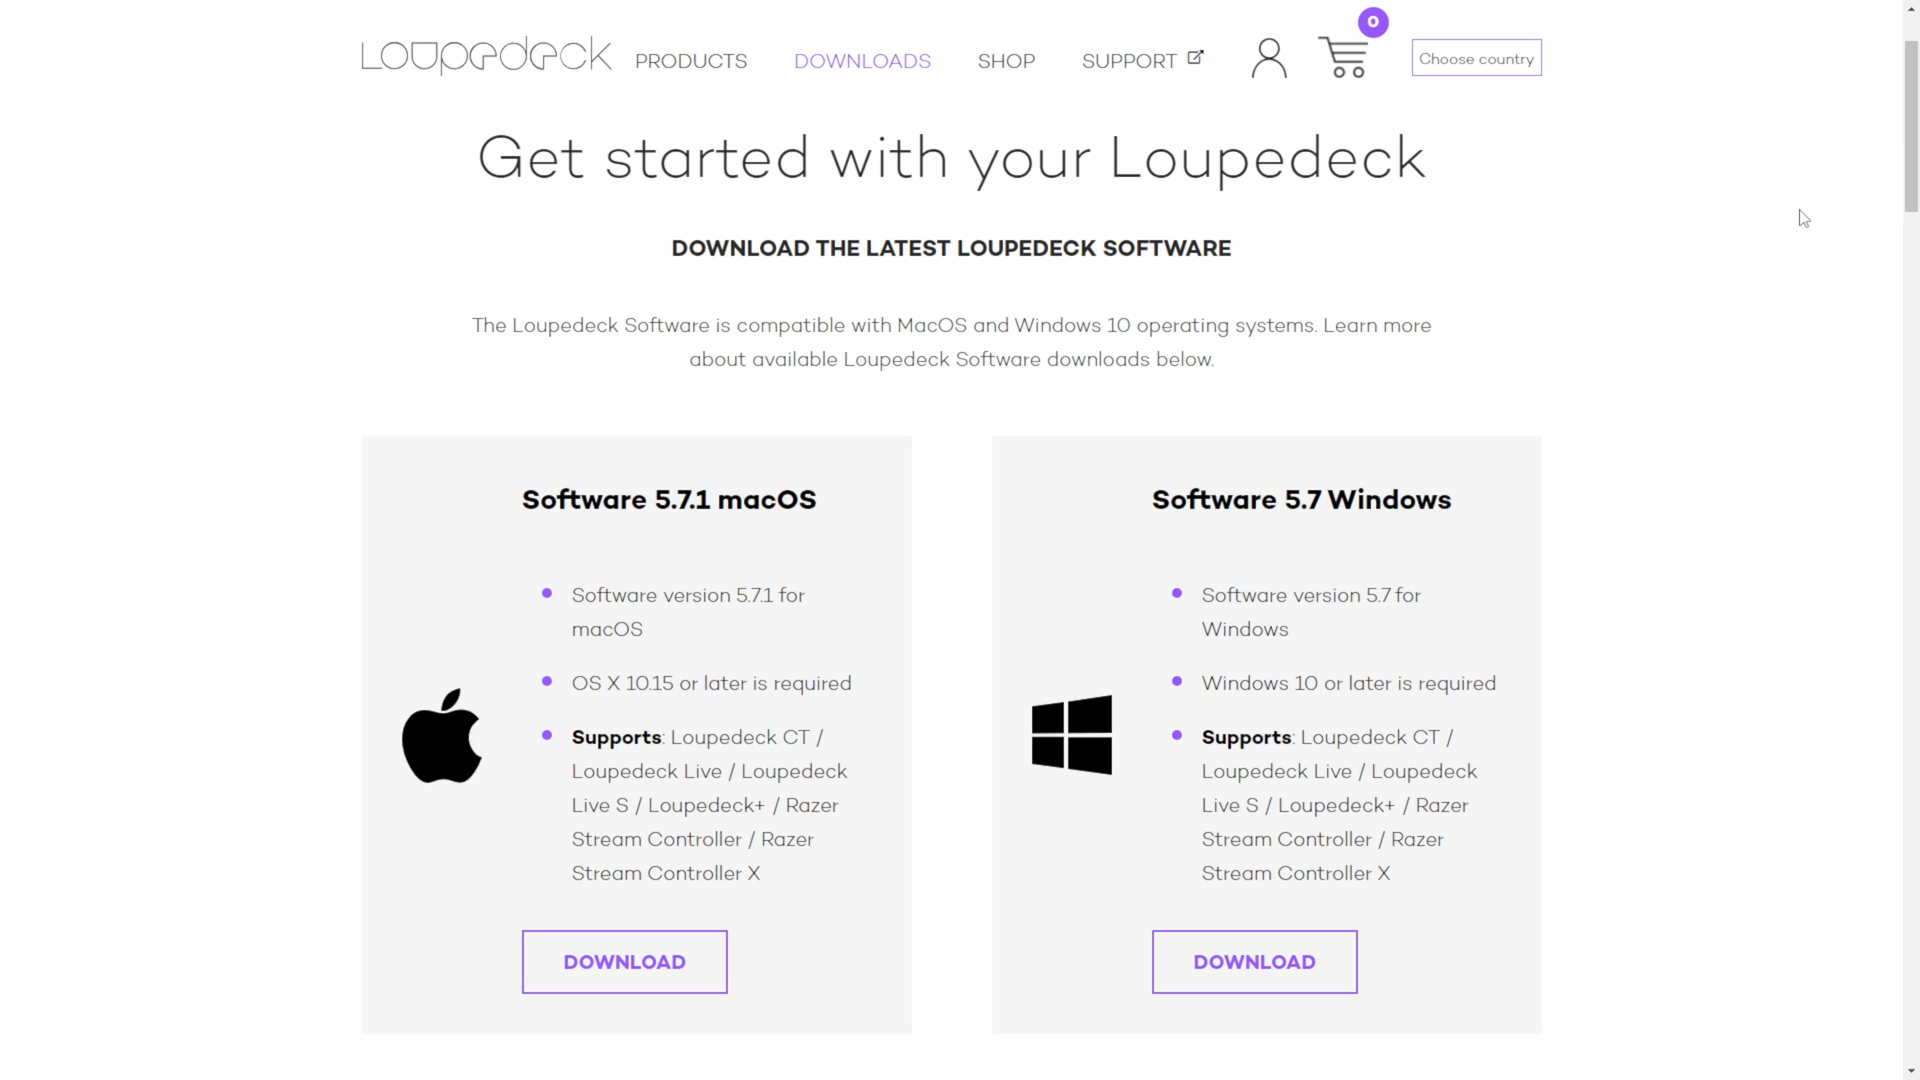 Loupedeck
PRODUCTS
DOWNLOADS
SHOP
SUPPORT
0
Choose country
Get started with your Loupedeck
DOWNLOAD THE LATEST LOUPEDECK SOFTWARE
The Loupedeck Software is compatible with MacOS and Windows 10 operating systems. Learn more
about available Loupedeck Software downloads below.
Software 5.7.1 macOS
Software version 5.7.1 for
macOS
OS X 10.15 or later is required
Supports: Loupedeck CT /
Loupedeck Live / Loupedeck
Live S / Loupedeck+ / Razer
Stream Controller / Razer
Stream Controller X
DOWNLOAD
Software 5.7 Windows
Software version 5.7 for
Windows
Windows 10 or later is required
Supports: Loupedeck CT /
Loupedeck Live / Loupedeck
Live S / Loupedeck+ / Razer
Stream Controller / Razer
Stream Controller X
DOWNLOAD